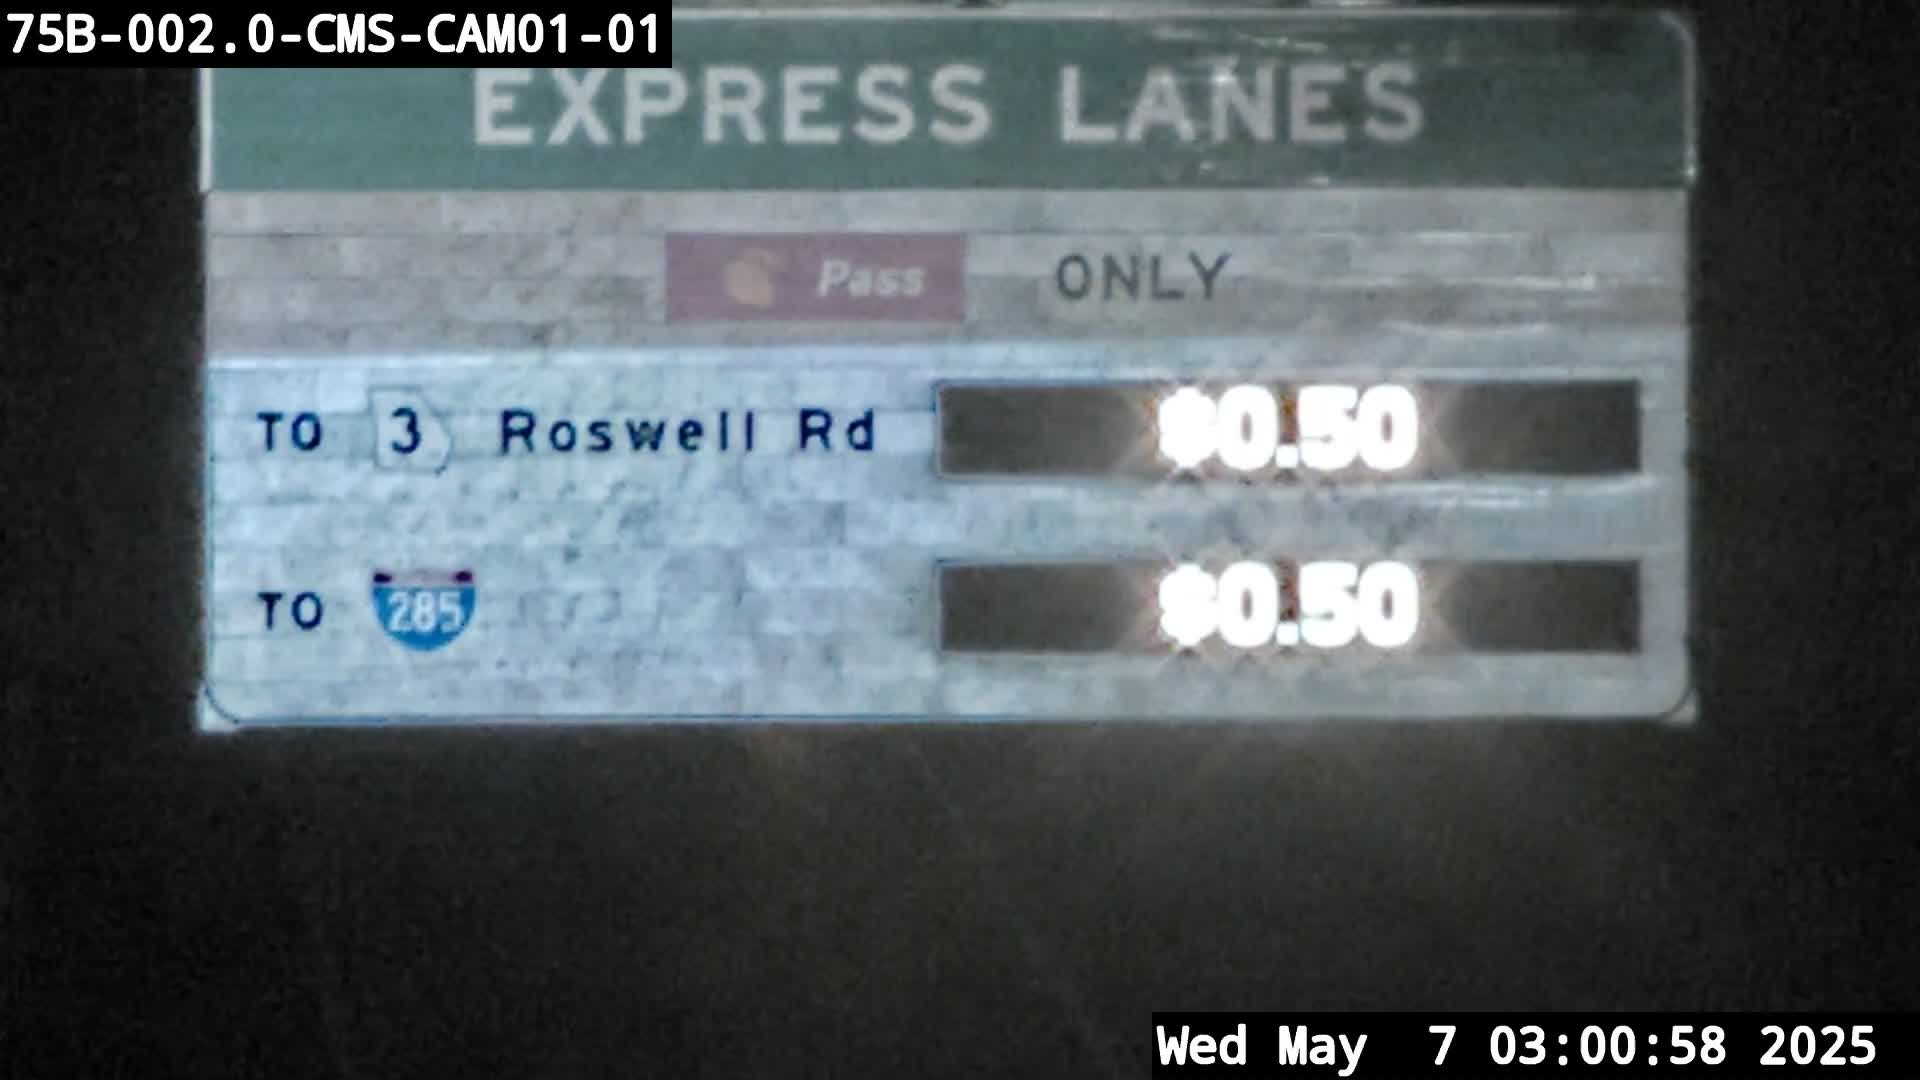 75B-002.0-CMS-CAM01-01
EXPRESS LANES
Pass ONLY
TO 3 Roswell Rd $0.50
TO 285 $0.50
Wed May 7 03:00:58 2025